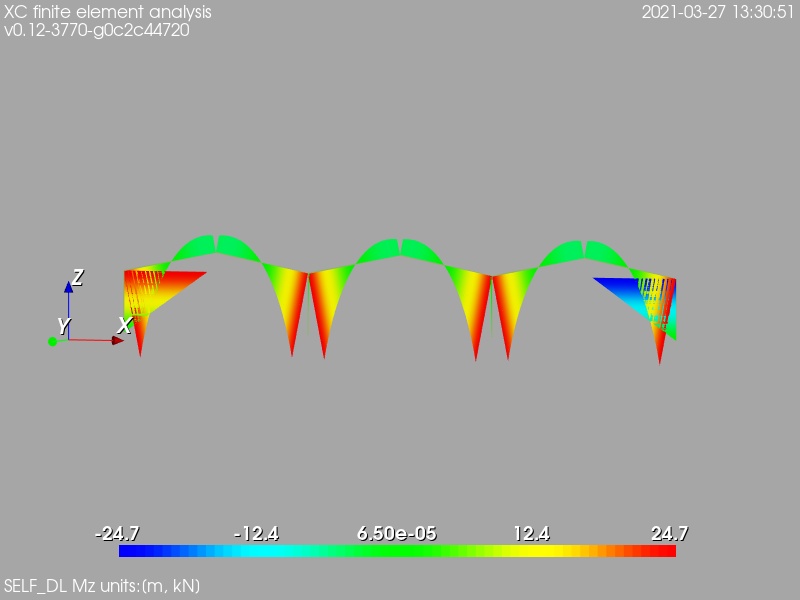 XC finite element analysis
2021-03-27 13:30:51
v0.12-3770-g0c2c44720
Z
Y
X
-24.7
-12.4
6.50e-05
12.4
24.7
SELF_DL Mz units:[m, kN]